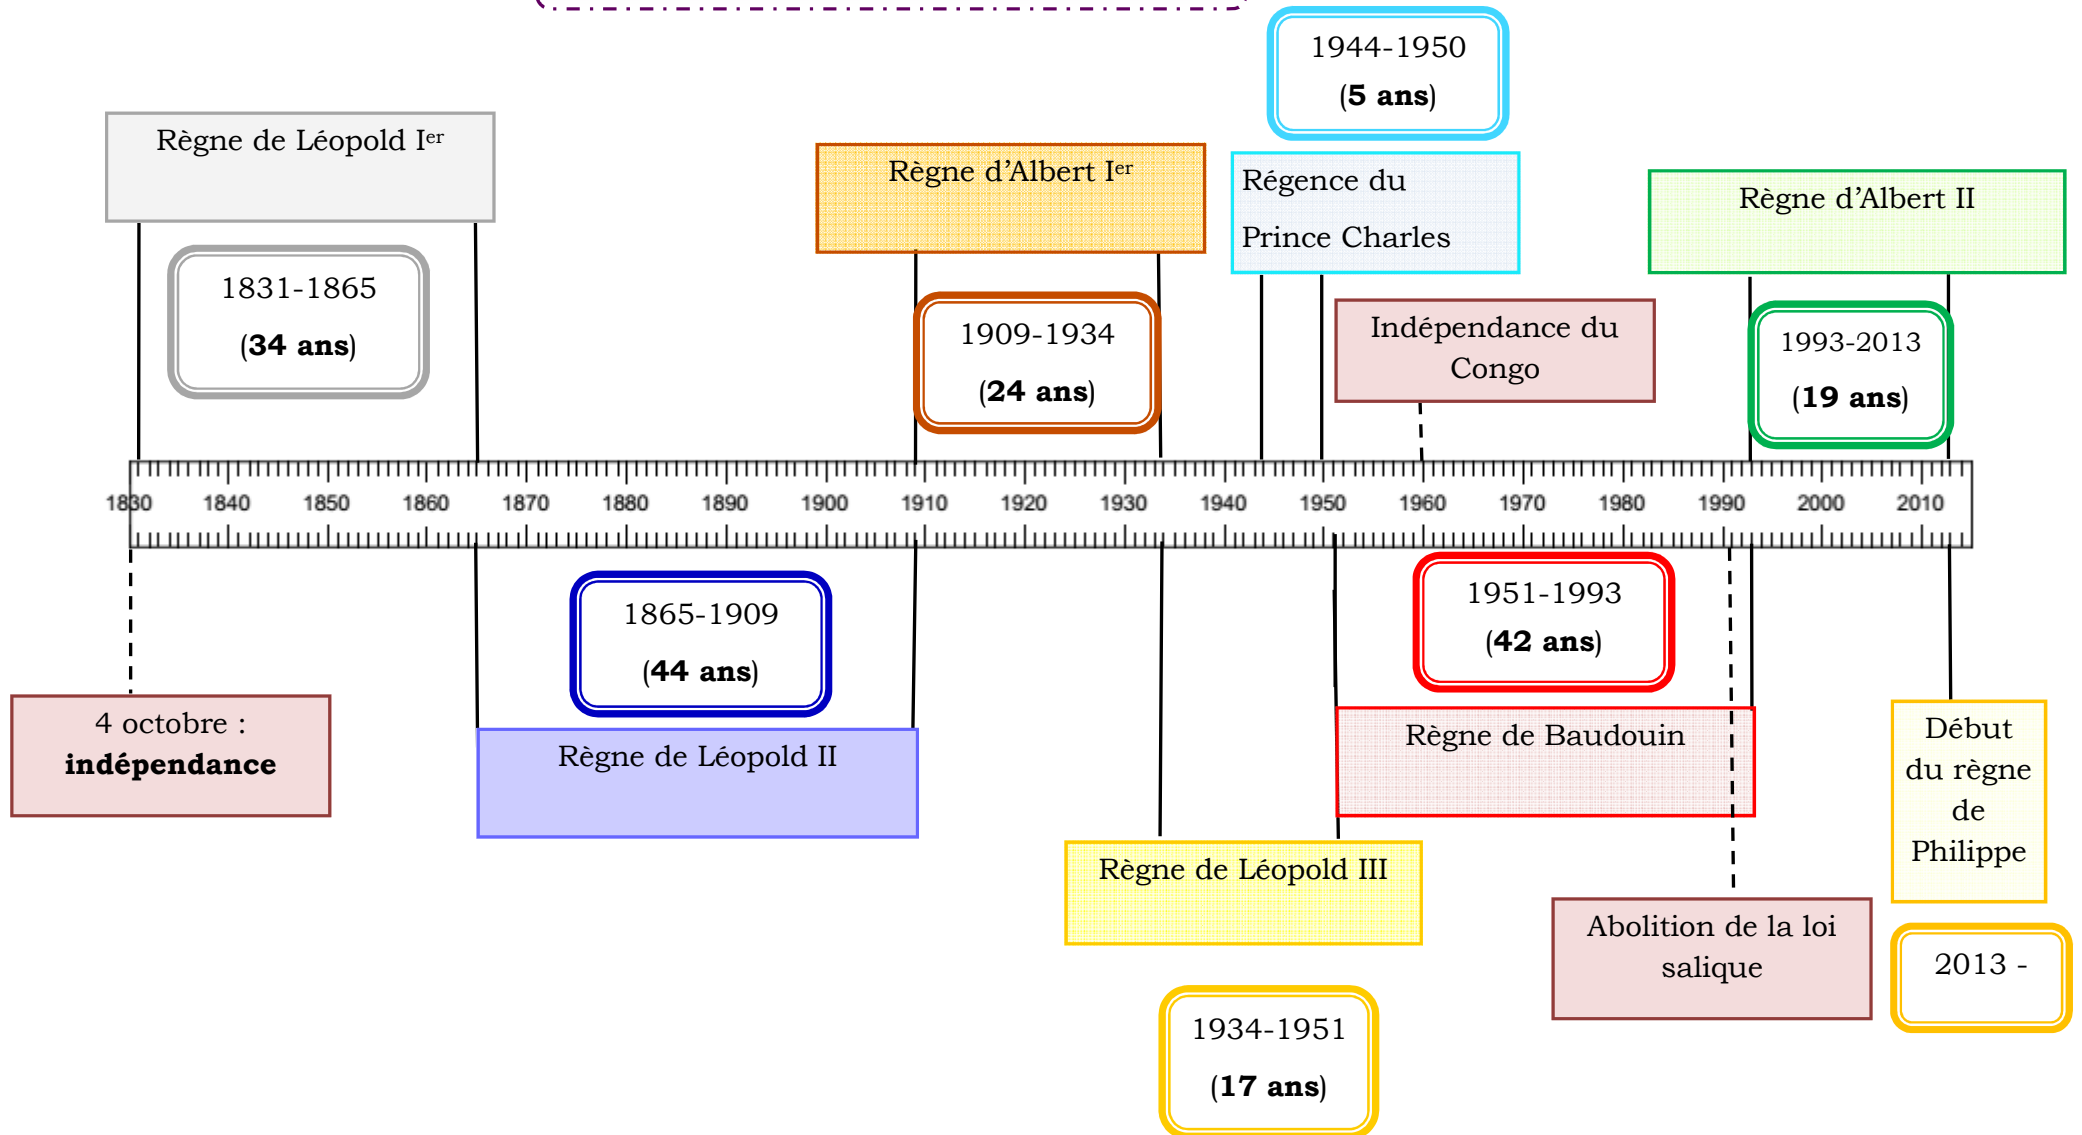 1944-1950
(5 ans)
Règne de Léopold Ier
Règne d’Albert Ier
Régence du
Prince Charles
Règne d’Albert II
1831-1865
(34 ans)
1909-1934
(24 ans)
Indépendance du
Congo
1993-2013
(19 ans)
1830 1840 1850 1860 1870 1880 1890 1900 1910 1920 1930 1940 1950 1960 1970 1980 1990 2000 2010
1865-1909
(44 ans)
1951-1993
(42 ans)
4 octobre :
indépendance
Règne de Léopold II
Règne de Baudouin
Début
du règne
de
Philippe
Règne de Léopold III
Abolition de la loi
salique
2013 -
1934-1951
(17 ans)